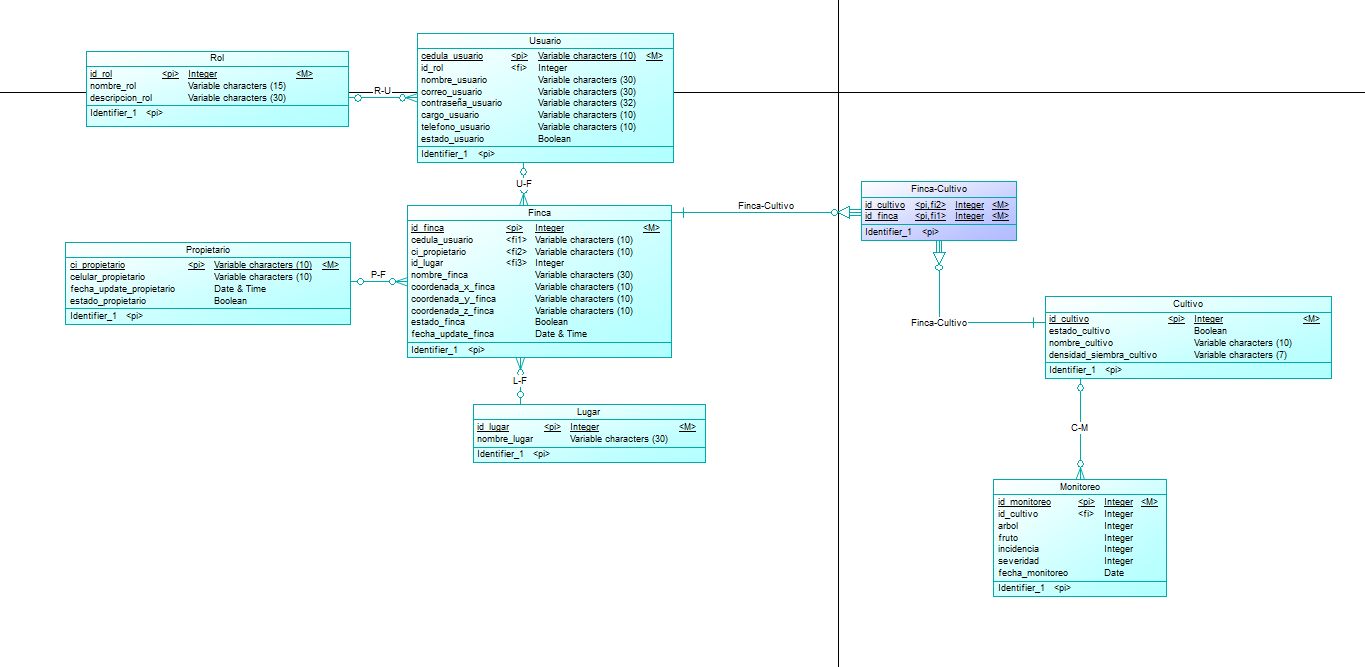 Rol
id_rol <pi> Integer <M>
nombre_rol Variable characters (15)
descripcion_rol Variable characters (30)
Identifier_1 <pi>
R-U
Usuario
cedula_usuario <pi> Variable characters (10) <M>
id_rol <fi> Integer
nombre_usuario Variable characters (30)
correo_usuario Variable characters (30)
contraseña_usuario Variable characters (32)
cargo_usuario Variable characters (10)
telefono_usuario Variable characters (10)
estado_usuario Boolean
Identifier_1 <pi>
U-F
Propietario
ci_propietario <pi> Variable characters (10) <M>
celular_propietario Variable characters (10)
fecha_update_propietario Date & Time
estado_propietario Boolean
Identifier_1 <pi>
P-F
Finca
id_finca <pi> Integer <M>
cedula_usuario <fi1> Variable characters (10)
ci_propietario <fi2> Variable characters (10)
id_lugar <fi3> Integer
nombre_finca Variable characters (30)
coordenada_x_finca Variable characters (10)
coordenada_y_finca Variable characters (10)
coordenada_z_finca Variable characters (10)
estado_finca Boolean
fecha_update_finca Date & Time
Identifier_1 <pi>
L-F
Lugar
id_lugar <pi> Integer <M>
nombre_lugar Variable characters (30)
Identifier_1 <pi>
Finca-Cultivo
Finca-Cultivo
id_cultivo <pi,fi2> Integer <M>
id_finca <pi,fi1> Integer <M>
Identifier_1 <pi>
Finca-Cultivo
Cultivo
id_cultivo <pi> Integer <M>
estado_cultivo Boolean
nombre_cultivo Variable characters (10)
densidad_siembra_cultivo Variable characters (7)
Identifier_1 <pi>
C-M
Monitoreo
id_monitoreo <pi> Integer <M>
id_cultivo <fi> Integer
arbol Integer
fruto Integer
incidencia Integer
severidad Integer
fecha_monitoreo Date
Identifier_1 <pi>